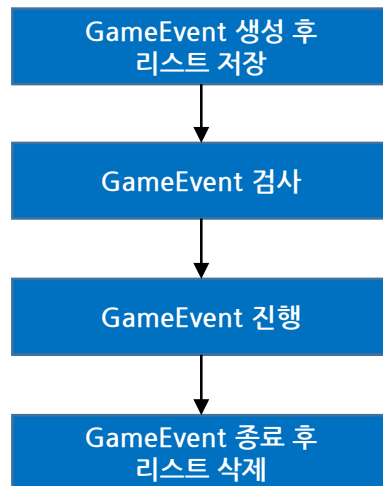 GameEvent 생성 후
리스트 저장
GameEvent 검사
GameEvent 진행
GameEvent 종료 후
리스트 삭제